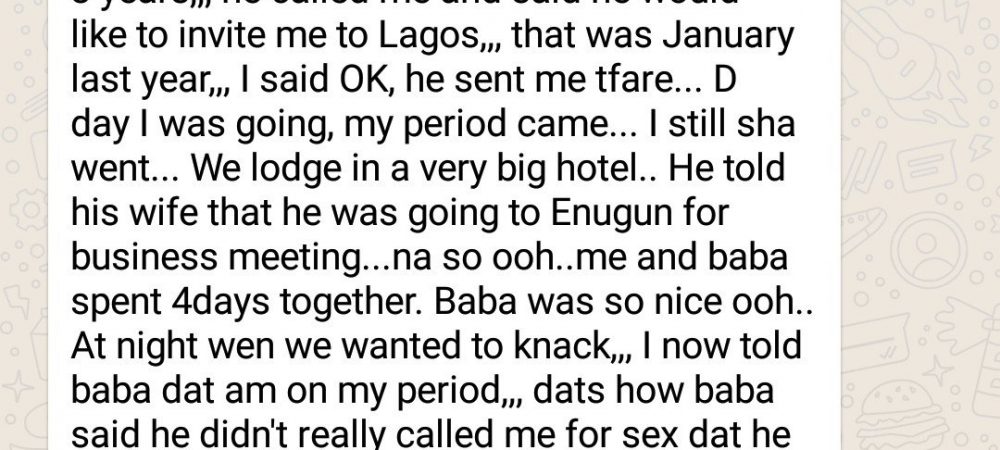 years,,, he called me and said he would
like to invite me to Lagos,,, that was January
last year,,, I said OK, he sent me tfare... D
day I was going, my period came... I still sha
went... We lodge in a very big hotel.. He told
his wife that he was going to Enugun for
business meeting...na so ooh..me and baba
spent 4days together. Baba was so nice ooh..
At night wen we wanted to knack,,, I now told
baba dat am on my period,,, dats how baba
said he didn't really called me for sex dat he